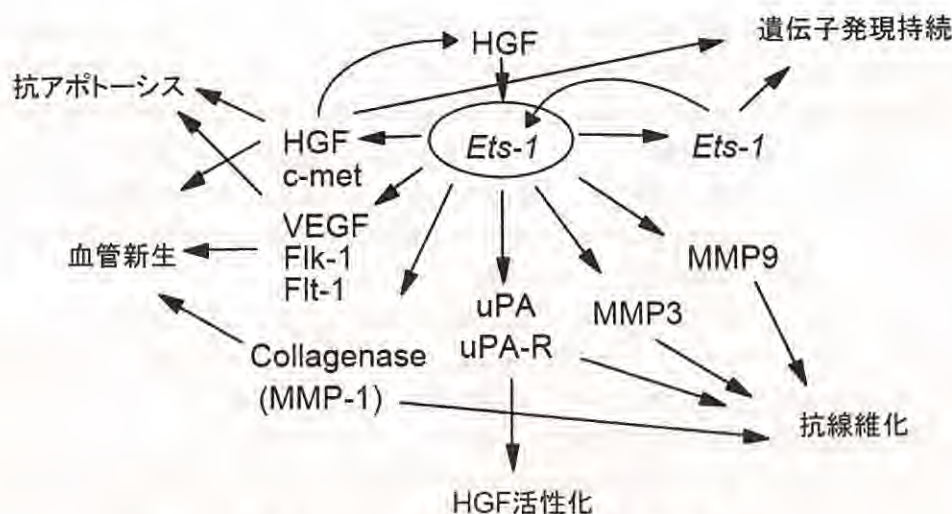 HGF
遺伝子発現持続
抗アポトーシス
HGF
c-met
Ets-1
Ets-1
VEGF
Flk-1
Flt-1
血管新生
MMP9
uPA
uPA-R
MMP3
Collagenase
(MMP-1)
抗線維化
HGF活性化